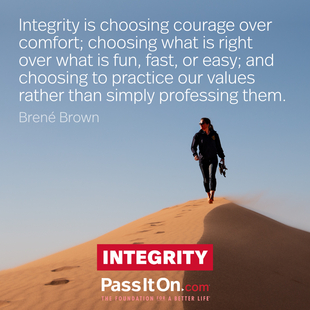 Integrity is choosing courage over
comfort; choosing what is right
over what is fun, fast, or easy; and
choosing to practice our values
rather than simply professing them.
Brené Brown
INTEGRITY
PassItOn.com
THE FOUNDATION FOR A BETTER LIFE